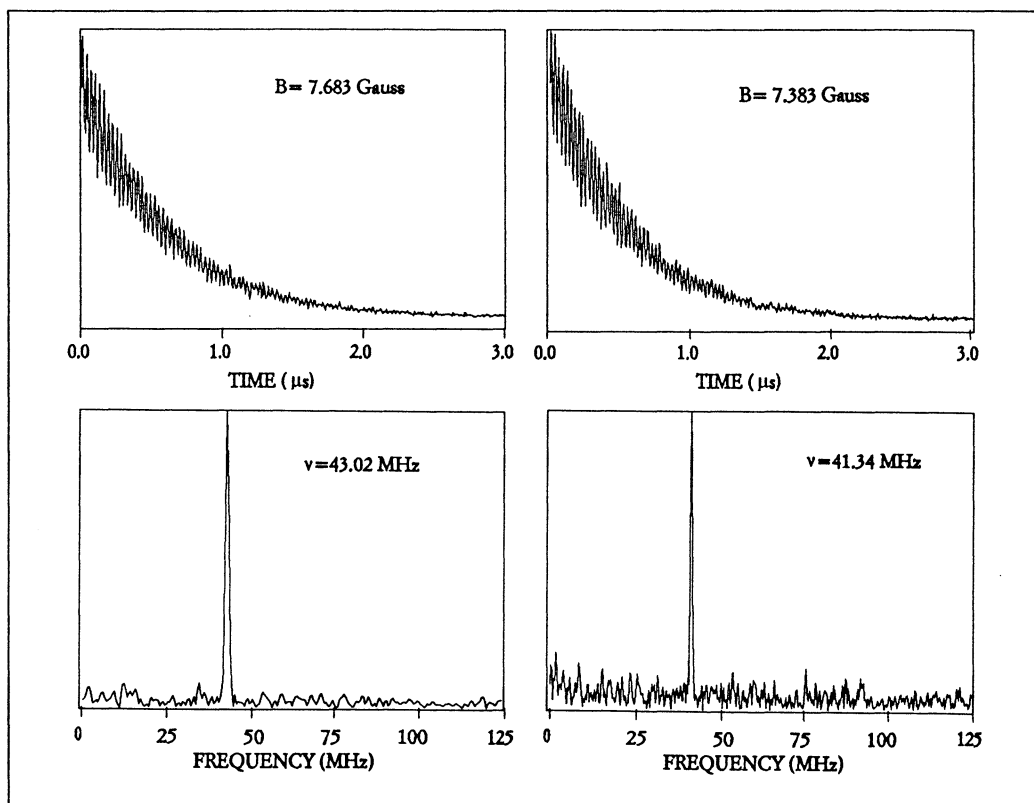 B= 7.683 Gauss
0.0 1.0 2.0 3.0
TIME ( μs)
B= 7.383 Gauss
0.0 1.0 2.0 3.0
TIME (μs)
ν=43.02 MHz
0 25 50 75 100 125
FREQUENCY (MHz)
ν=41.34 MHz
0 25 50 75 100 125
FREQUENCY (MHz)